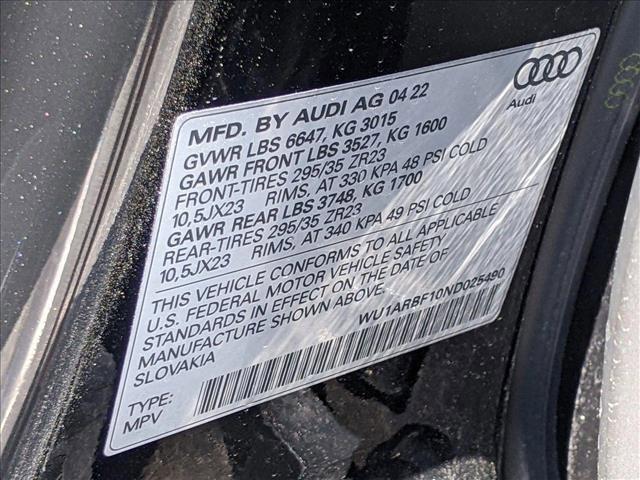 Audi
MFD. BY AUDI AG 04 22
GVWR LBS 6647, KG 3015
GAWR FRONT LBS 3527, KG 1600
FRONT-TIRES 295/35 ZR23
10,5JX23 RIMS, AT 330 KPA 48 PSI COLD
GAWR REAR LBS 3748, KG 1700
REAR-TIRES 295/35 ZR23
10,5JX23 RIMS, AT 340 KPA 49 PSI COLD
THIS VEHICLE CONFORMS TO ALL APPLICABLE
U.S. FEDERAL MOTOR VEHICLE SAFETY
STANDARDS IN EFFECT ON THE DATE OF
MANUFACTURE SHOWN ABOVE.
SLOVAKIA
WU1ARBF10ND025490
TYPE:
MPV